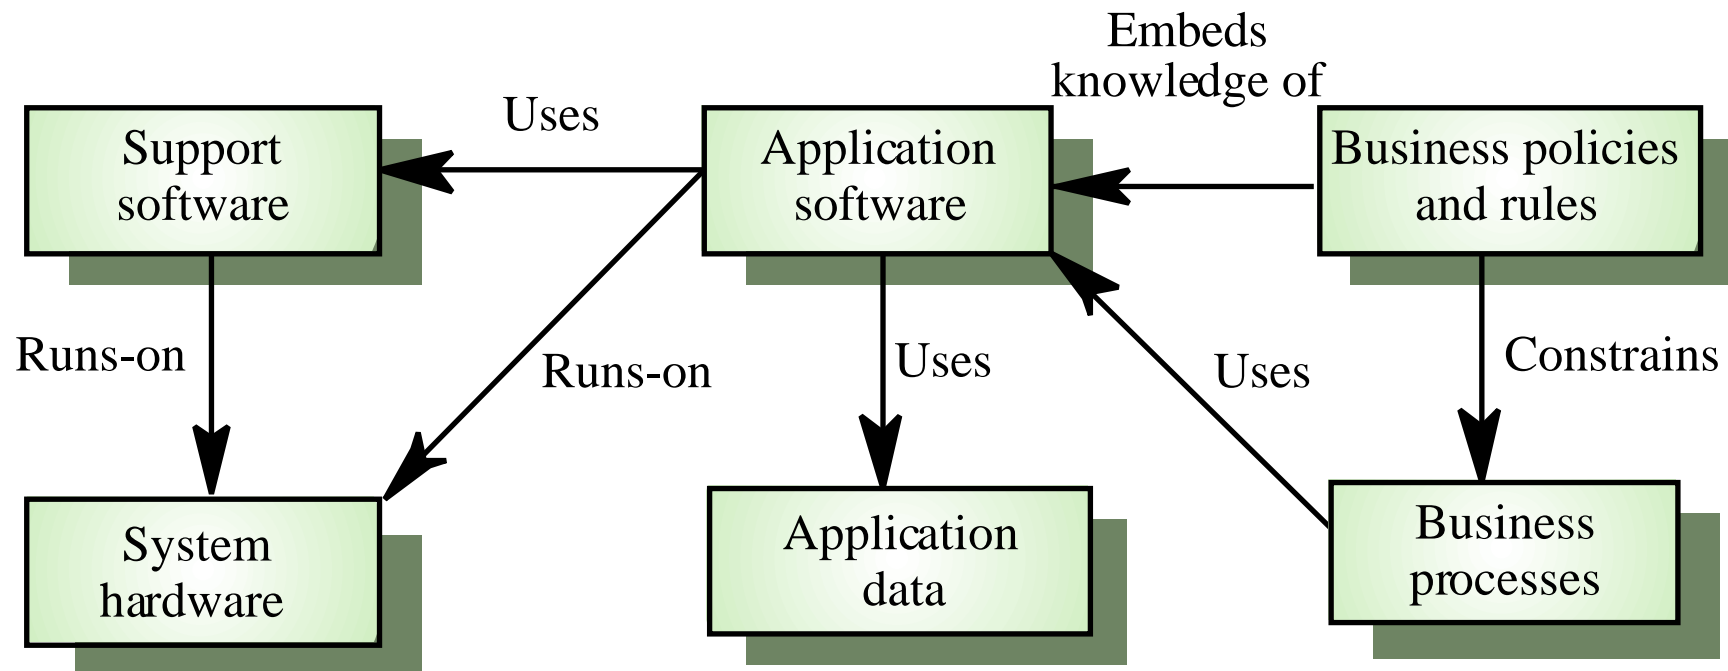 Embeds
knowledge of
Uses
Support
software
Application
software
Business policies
and rules
Runs-on
Runs-on
Uses
Uses
Constrains
System
hardware
Application
data
Business
processes